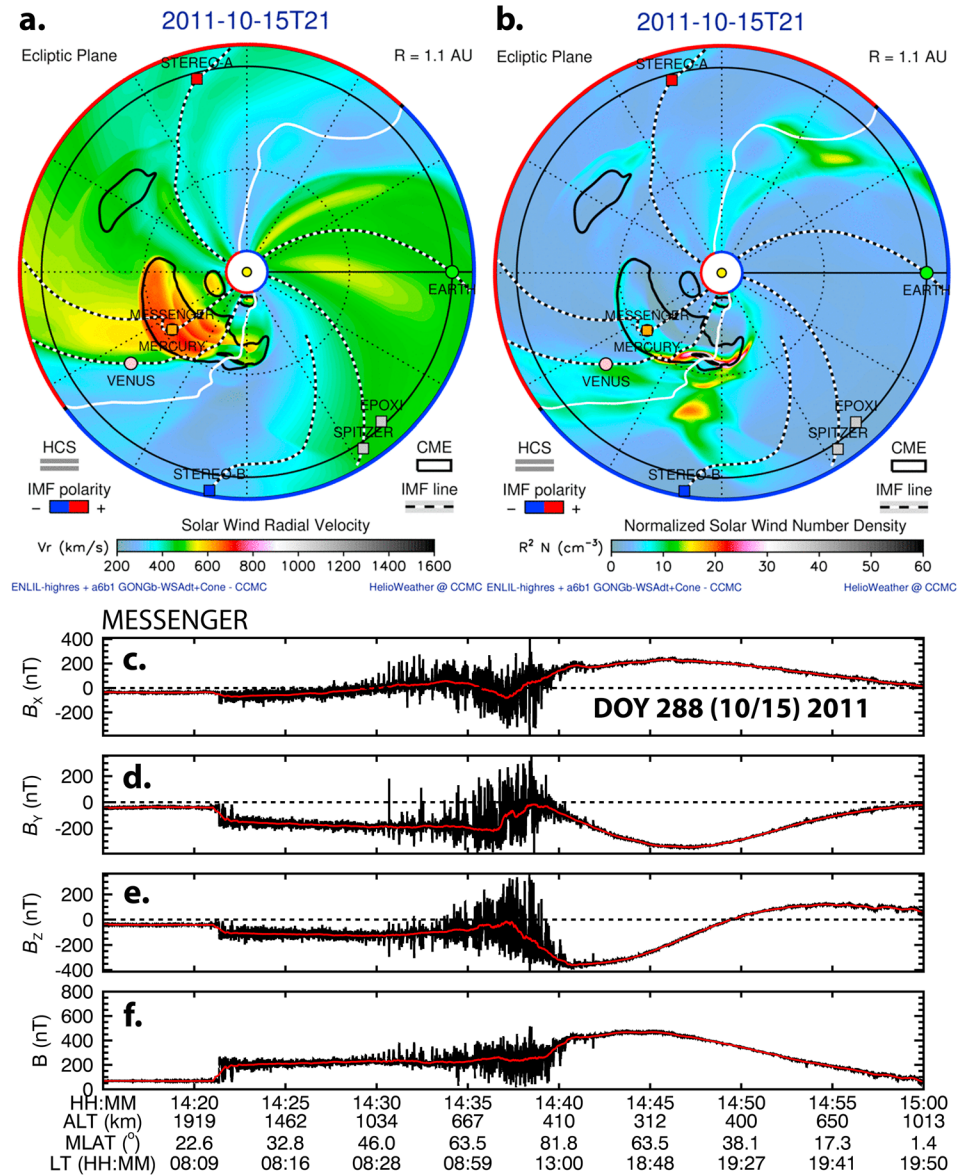 a.
2011-10-15T21
Ecliptic Plane
R = 1.1 AU
STEREO-A
EARTH
MESSENGER
MERCURY
VENUS
EPOXI
SPITZER
STEREO-B
HCS
CME
IMF polarity
− +
IMF line
Solar Wind Radial Velocity
Vr (km/s)
200 400 600 800 1000 1200 1400 1600
ENLIL-highres + a6b1 GONGb-WSAdt+Cone - CCMC
HelioWeather @ CCMC
b.
2011-10-15T21
Ecliptic Plane
R = 1.1 AU
STEREO-A
EARTH
MESSENGER
MERCURY
VENUS
EPOXI
SPITZER
STEREO-B
HCS
CME
IMF polarity
− +
IMF line
Normalized Solar Wind Number Density
R² N (cm⁻³)
0 10 20 30 40 50 60
ENLIL-highres + a6b1 GONGb-WSAdt+Cone - CCMC
HelioWeather @ CCMC
MESSENGER
c.
BX (nT)
400
200
0
-200
DOY 288 (10/15) 2011
d.
BY (nT)
200
0
-200
e.
BZ (nT)
200
0
-200
-400
f.
B (nT)
800
600
400
200
0
HH:MM 14:20 14:25 14:30 14:35 14:40 14:45 14:50 14:55 15:00
ALT (km) 1919 1462 1034 667 410 312 400 650 1013
MLAT (°) 22.6 32.8 46.0 63.5 81.8 63.5 38.1 17.3 1.4
LT (HH:MM) 08:09 08:16 08:28 08:59 13:00 18:48 19:27 19:41 19:50